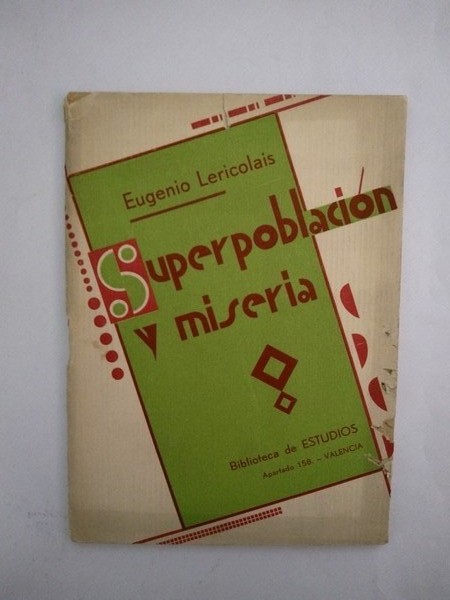 Eugenio Lericolais
Superpoblación
y miseria
Biblioteca de ESTUDIOS
Apartado 158. - VALENCIA